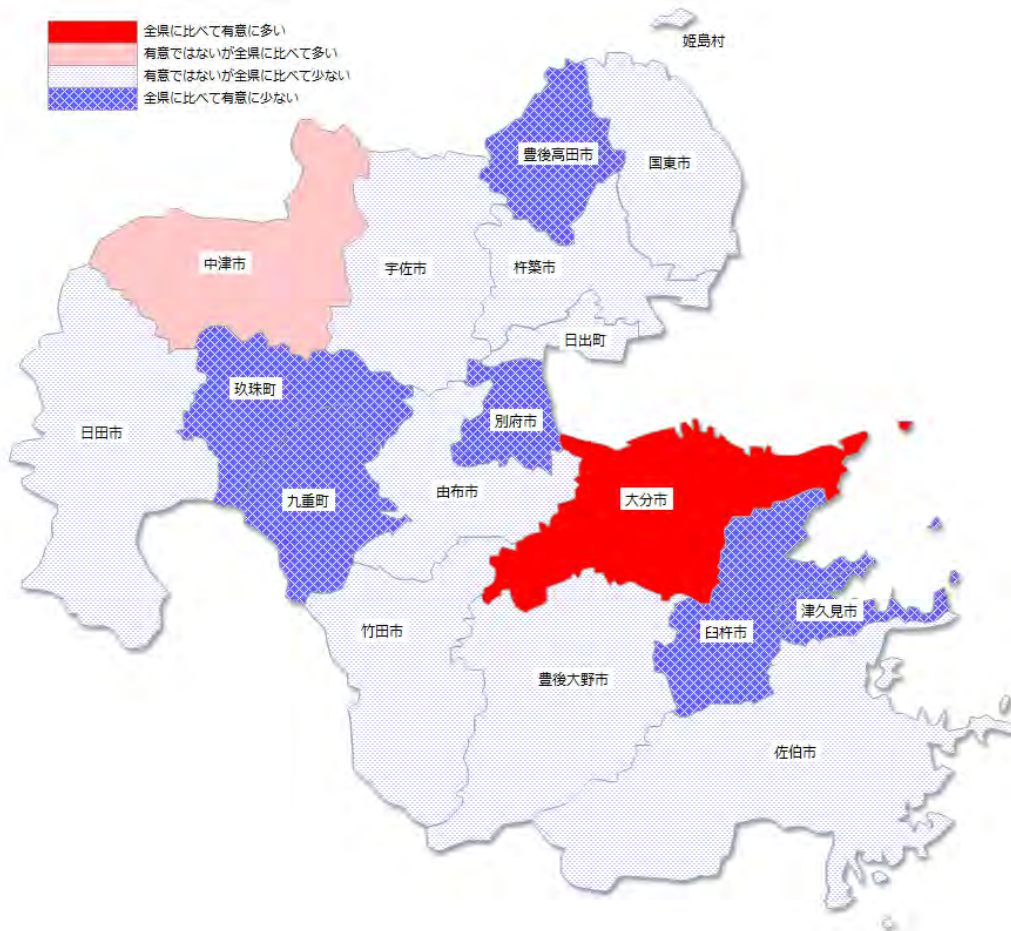 全県に比べて有意に多い
有意ではないが全県に比べて多い
有意ではないが全県に比べて少ない
全県に比べて有意に少ない
姫島村
豊後高田市
国東市
中津市
宇佐市
杵築市
日出町
玖珠町
別府市
日田市
由布市
九重町
大分市
津久見市
竹田市
臼杵市
豊後大野市
佐伯市